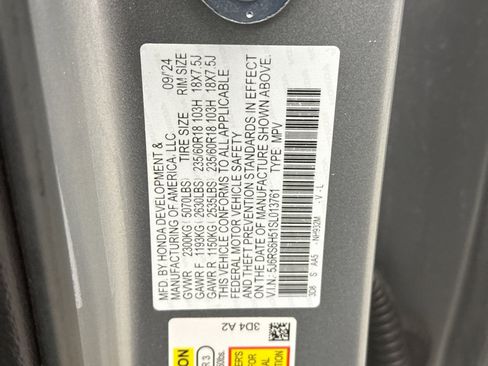 MFD. BY HONDA DEVELOPMENT & 09/24
MANUFACTURING OF AMERICA, LLC
TIRE SIZE RIM SIZE
GVWR 2300KG (5070LBS)
GAWR F 1193KG (2630LBS) 235/60R18 103H 18X7.5J
GAWR R 1150KG (2535LBS) 235/60R18 103H 18X7.5J
THIS VEHICLE CONFORMS TO ALL APPLICABLE
FEDERAL MOTOR VEHICLE SAFETY
AND THEFT PREVENTION STANDARDS IN EFFECT
ON THE DATE OF MANUFACTURE SHOWN ABOVE.
V.I.N.: 5J6RS6H51SL013761 TYPE: MPV
3D8 S AA5 -NH932M -V - L
3D4 A2